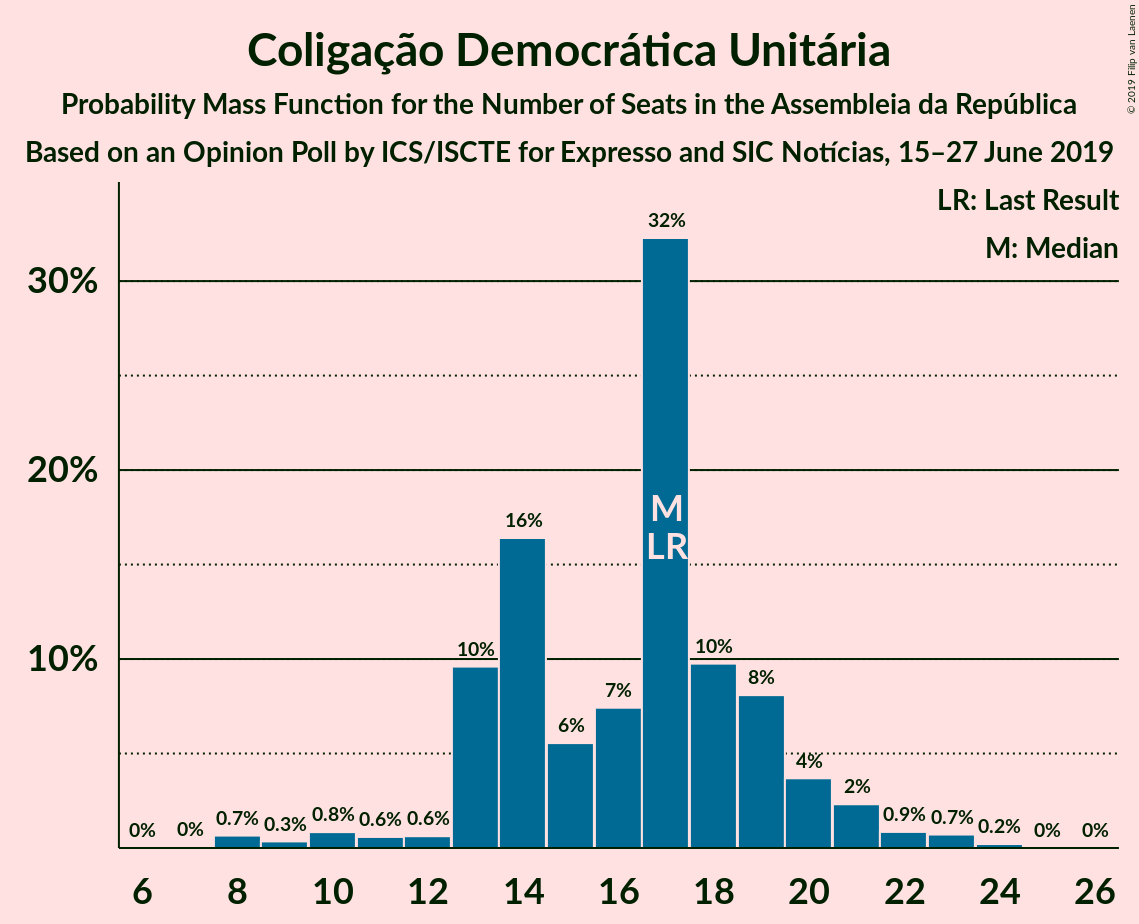 Coligação Democrática Unitária
Probability Mass Function for the Number of Seats in the Assembleia da República
Based on an Opinion Poll by ICS/ISCTE for Expresso and SIC Notícias, 15–27 June 2019
© 2019 Filip van Laenen
LR: Last Result
M: Median
30%
20%
10%
0%
0%
0.7%
0.3%
0.8%
0.6%
0.6%
10%
16%
6%
7%
32%
M
LR
10%
8%
4%
2%
0.9%
0.7%
0.2%
0%
0%
6 8 10 12 14 16 18 20 22 24 26